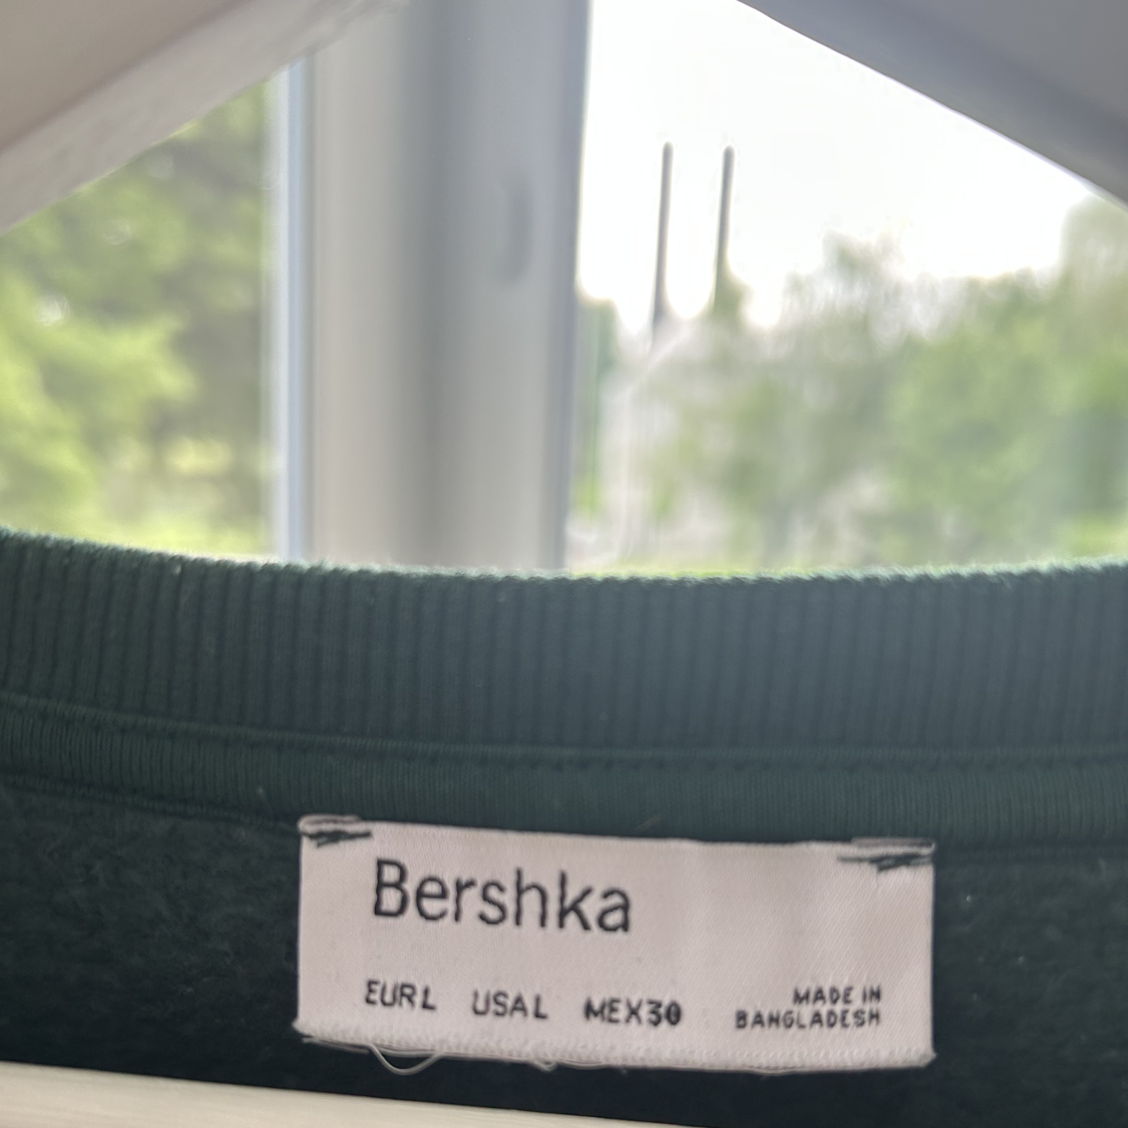 Bershka
EUR L USA L MEX 30 MADE IN
BANGLADESH